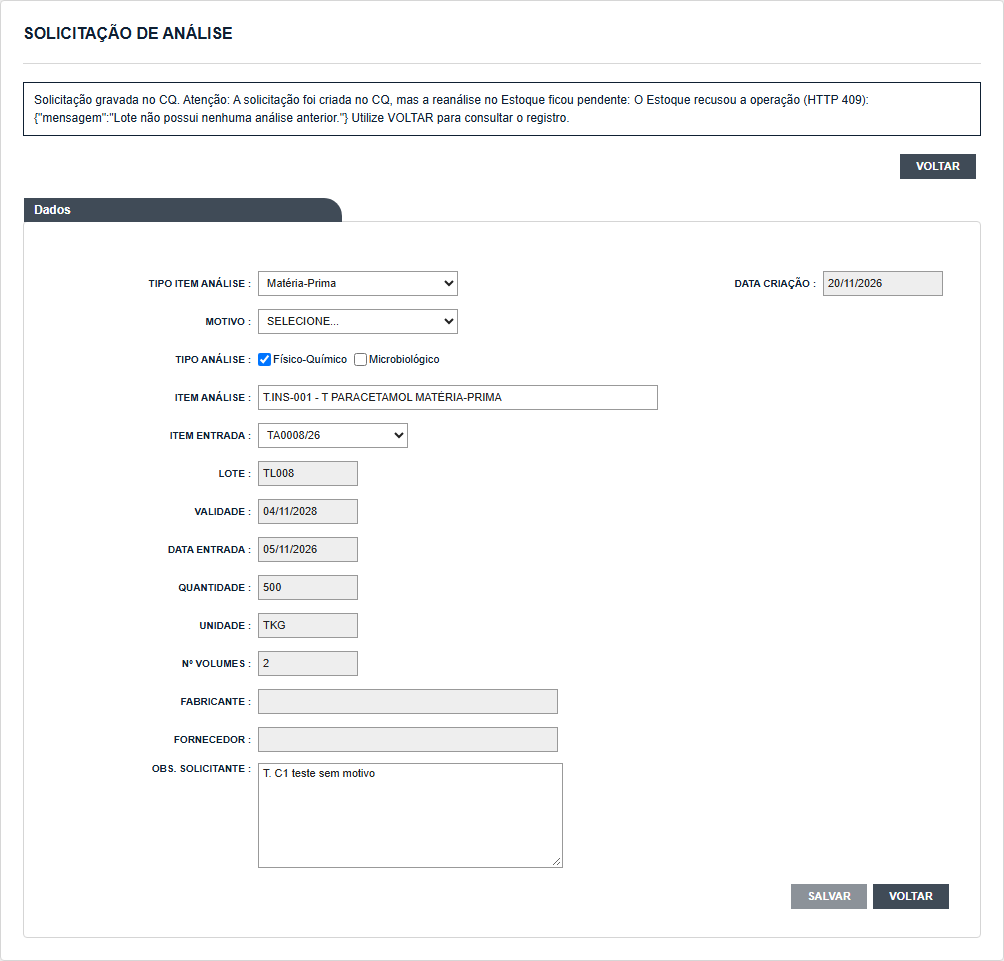 SOLICITAÇÃO DE ANÁLISE
Solicitação gravada no CQ. Atenção: A solicitação foi criada no CQ, mas a reanálise no Estoque ficou pendente: O Estoque recusou a operação (HTTP 409):
{"mensagem":"Lote não possui nenhuma análise anterior."} Utilize VOLTAR para consultar o registro.
VOLTAR
Dados
TIPO ITEM ANÁLISE : Matéria-Prima DATA CRIAÇÃO : 20/11/2026
MOTIVO : SELECIONE...
TIPO ANÁLISE : Físico-Químico Microbiológico
ITEM ANÁLISE : T.INS-001 - T PARACETAMOL MATÉRIA-PRIMA
ITEM ENTRADA : TA0008/26
LOTE : TL008
VALIDADE : 04/11/2028
DATA ENTRADA : 05/11/2026
QUANTIDADE : 500
UNIDADE : TKG
Nº VOLUMES : 2
FABRICANTE :
FORNECEDOR :
OBS. SOLICITANTE : T. C1 teste sem motivo
SALVAR VOLTAR